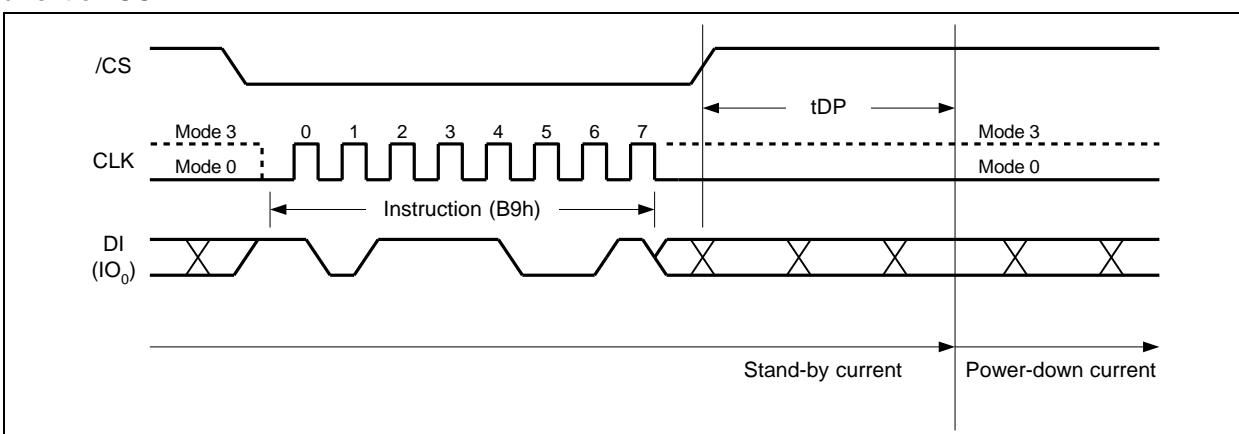 /CS
tDP
Mode 3 0 1 2 3 4 5 6 7 Mode 3
CLK
Mode 0 Mode 0
Instruction (B9h)
DI
(IO0)
Stand-by current Power-down current